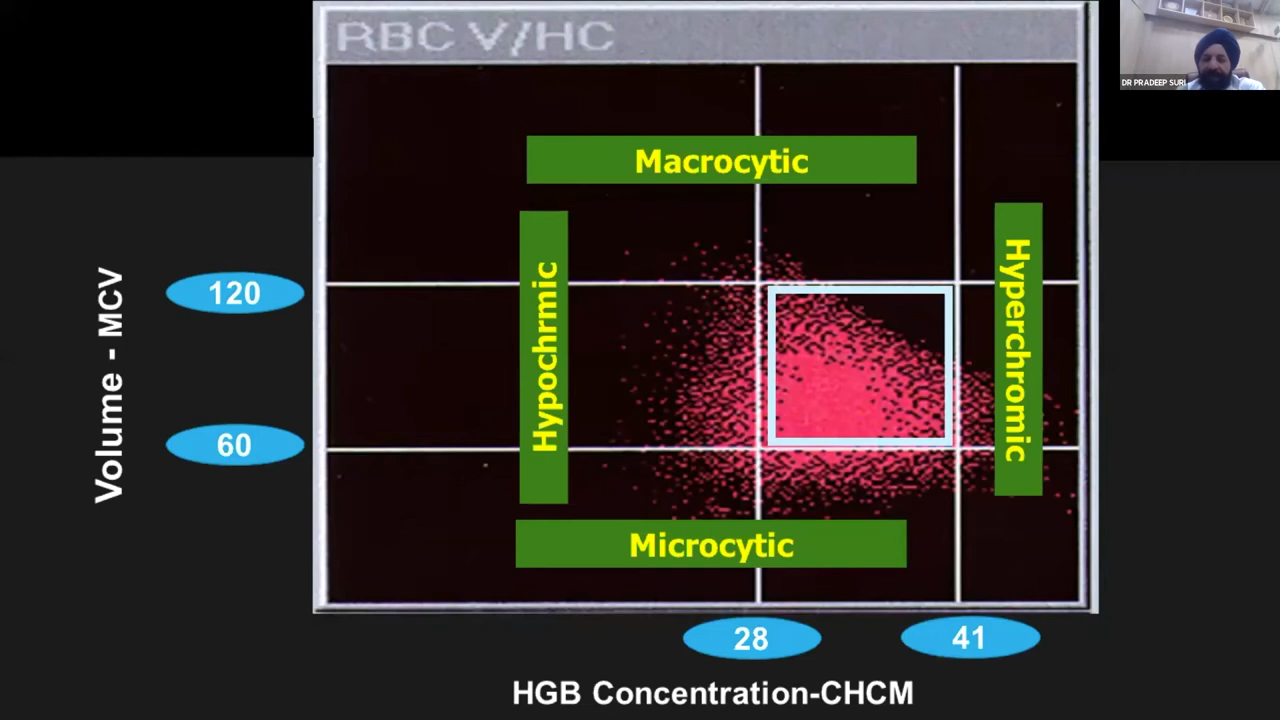 RBC V/HC
DR PRADEEP SURI
Macrocytic
Hypochrmic
Hyperchromic
Volume - MCV
120
60
Microcytic
28
41
HGB Concentration-CHCM